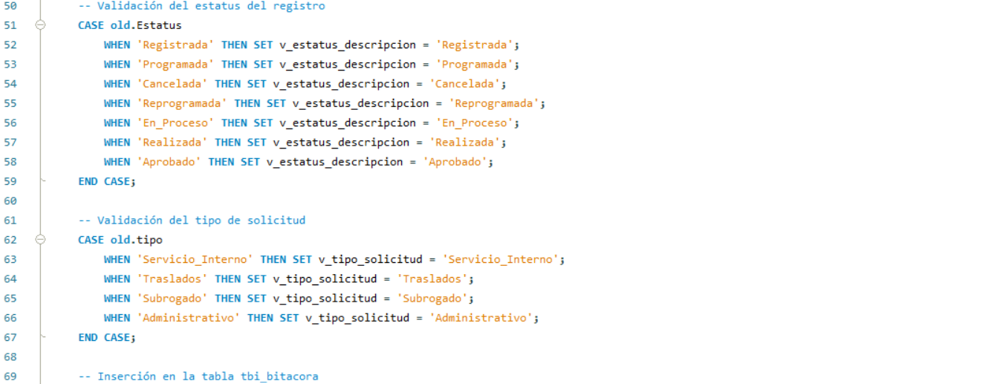 50 -- Validación del estatus del registro
51 CASE old.Estatus
52 WHEN 'Registrada' THEN SET v_estatus_descripcion = 'Registrada';
53 WHEN 'Programada' THEN SET v_estatus_descripcion = 'Programada';
54 WHEN 'Cancelada' THEN SET v_estatus_descripcion = 'Cancelada';
55 WHEN 'Reprogramada' THEN SET v_estatus_descripcion = 'Reprogramada';
56 WHEN 'En_Proceso' THEN SET v_estatus_descripcion = 'En_Proceso';
57 WHEN 'Realizada' THEN SET v_estatus_descripcion = 'Realizada';
58 WHEN 'Aprobado' THEN SET v_estatus_descripcion = 'Aprobado';
59 END CASE;
60
61 -- Validación del tipo de solicitud
62 CASE old.tipo
63 WHEN 'Servicio_Interno' THEN SET v_tipo_solicitud = 'Servicio_Interno';
64 WHEN 'Traslados' THEN SET v_tipo_solicitud = 'Traslados';
65 WHEN 'Subrogado' THEN SET v_tipo_solicitud = 'Subrogado';
66 WHEN 'Administrativo' THEN SET v_tipo_solicitud = 'Administrativo';
67 END CASE;
68
69 -- Inserción en la tabla tbi_bitacora